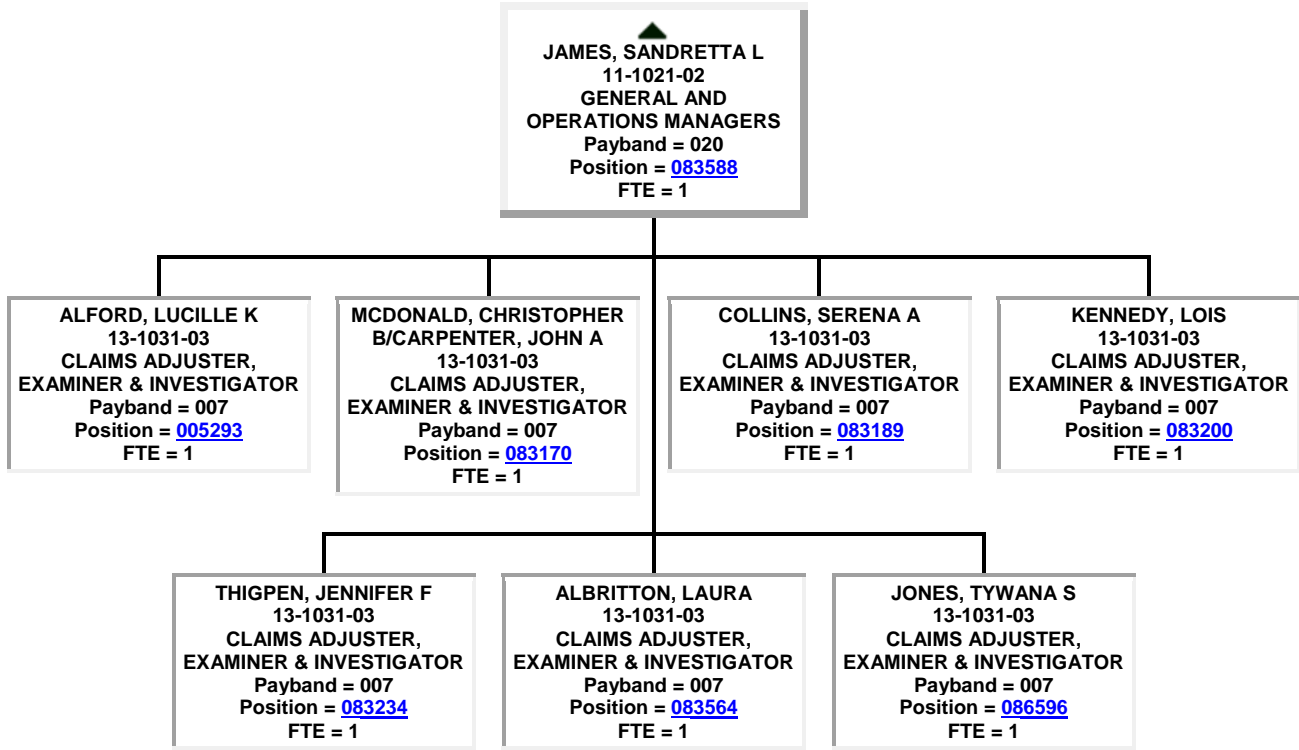 JAMES, SANDRETTA L
11-1021-02
GENERAL AND
OPERATIONS MANAGERS
Payband = 020
Position = 083588
FTE = 1
ALFORD, LUCILLE K
13-1031-03
CLAIMS ADJUSTER,
EXAMINER & INVESTIGATOR
Payband = 007
Position = 005293
FTE = 1
MCDONALD, CHRISTOPHER
B/CARPENTER, JOHN A
13-1031-03
CLAIMS ADJUSTER,
EXAMINER & INVESTIGATOR
Payband = 007
Position = 083170
FTE = 1
COLLINS, SERENA A
13-1031-03
CLAIMS ADJUSTER,
EXAMINER & INVESTIGATOR
Payband = 007
Position = 083189
FTE = 1
KENNEDY, LOIS
13-1031-03
CLAIMS ADJUSTER,
EXAMINER & INVESTIGATOR
Payband = 007
Position = 083200
FTE = 1
THIGPEN, JENNIFER F
13-1031-03
CLAIMS ADJUSTER,
EXAMINER & INVESTIGATOR
Payband = 007
Position = 083234
FTE = 1
ALBRITTON, LAURA
13-1031-03
CLAIMS ADJUSTER,
EXAMINER & INVESTIGATOR
Payband = 007
Position = 083564
FTE = 1
JONES, TYWANA S
13-1031-03
CLAIMS ADJUSTER,
EXAMINER & INVESTIGATOR
Payband = 007
Position = 086596
FTE = 1